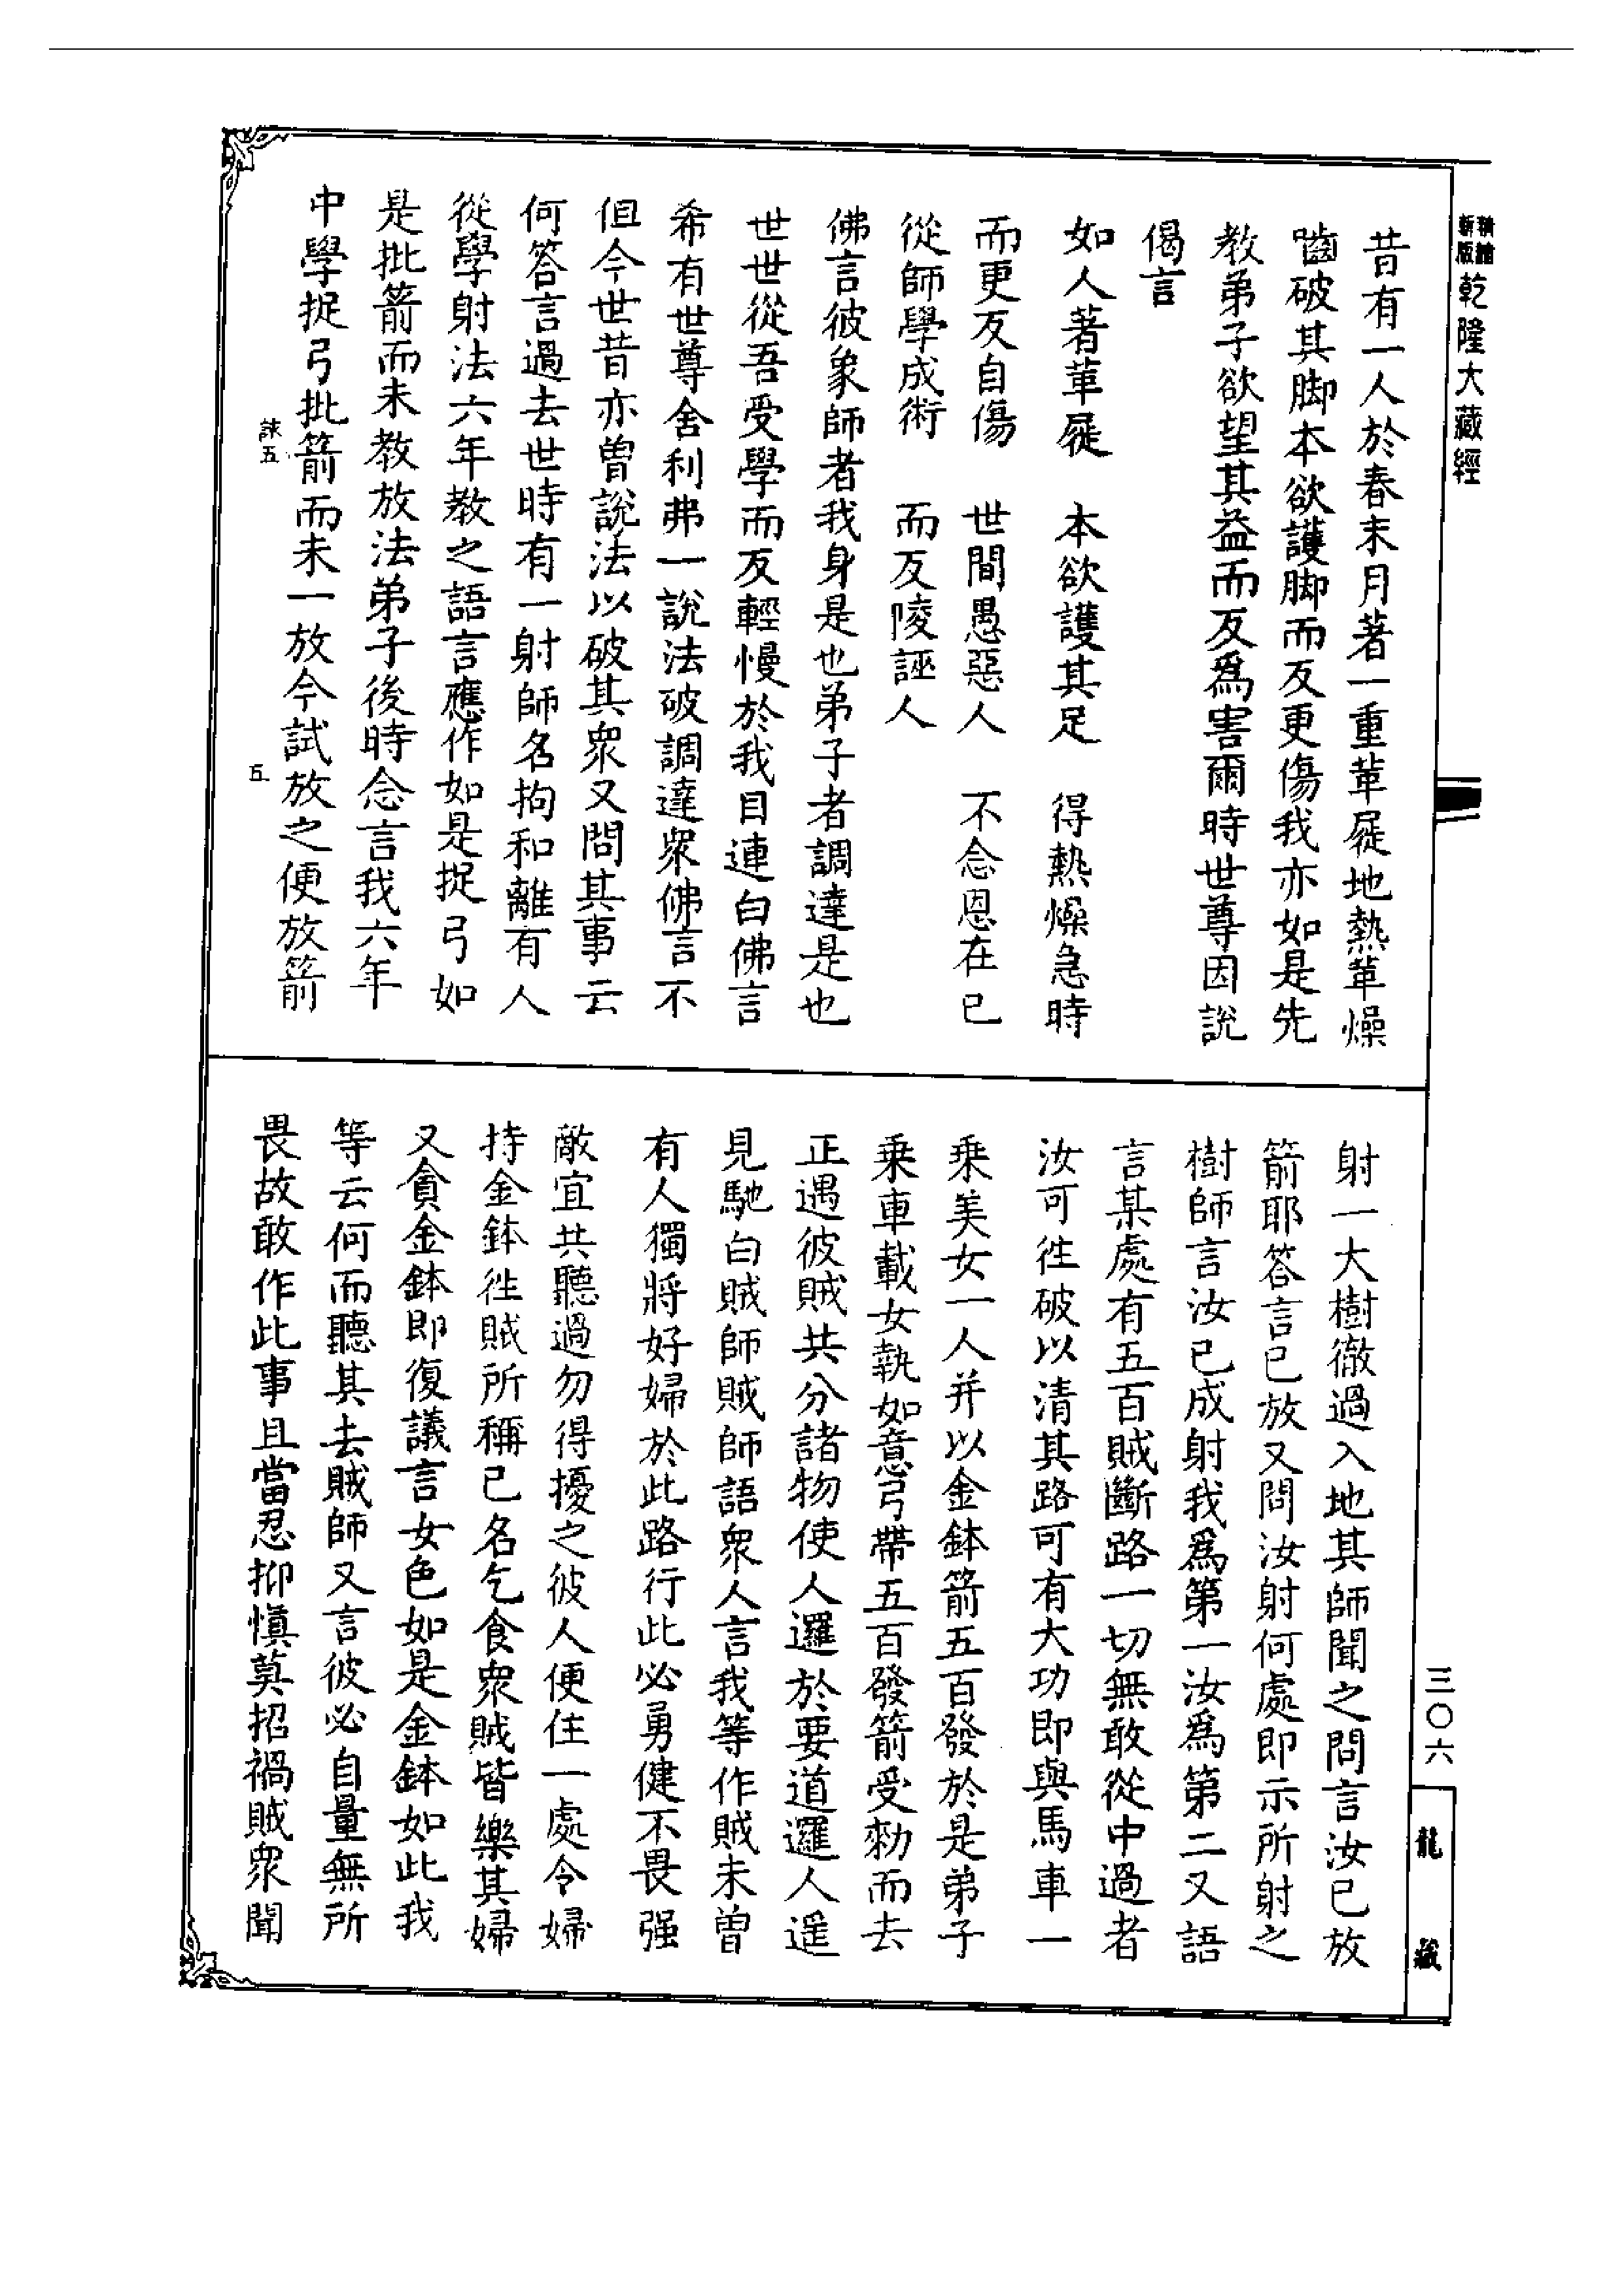 精繪
新版
乾隆大藏經
昔有一人於春末月著一重革屣地熱革燥
嚙破其脚本欲護脚而反更傷我亦如是先
教弟子欲望其益而反爲害爾時世尊因說
偈言
如人著革屣　本欲護其足　得熱燥急時
而更反自傷　世間愚惡人　不念恩在已
從師學成術　而反陵誣人
佛言彼象師者我身是也弟子者調達是也
世世從吾受學而反輕慢於我目連白佛言
希有世尊舍利弗一說法破調達衆佛言不
但今世昔亦曾說法以破其衆又問其事云
何答言過去世時有一射師名拘和離有人
從學射法六年教之語言應作如是捉弓如
是批箭而未教放法弟子後時念言我六年
中學捉弓批箭而未一放今試放之便放箭
五
五
射一大樹徹過入地其師聞之問言汝已放
箭耶答言已放又問汝射何處即示所射之
樹師言汝已成射我爲第一汝爲第二又語
言某處有五百賊斷路一切無敢從中過者
汝可徃破以清其路可有大功即與馬車一
乗美女一人并以金鉢箭五百發於是弟子
乗車載女執如意弓帶五百發箭受勑而去
正遇彼賊共分諸物使人邏於要道邏人遥
見馳白賊師賊師語衆人言我等作賊未曾
有人獨將好婦於此路行此必勇健不畏强
敵宜共聽過勿得擾之彼人便住一處令婦
持金鉢徃賊所稱已名乞食衆賊皆樂其婦
又貪金鉢即復議言女色如是金鉢如此我
等云何而聽其去賊師又言彼必自量無所
畏故敢作此事且當忍抑慎莫招禍賊衆聞
三〇六
龍
藏